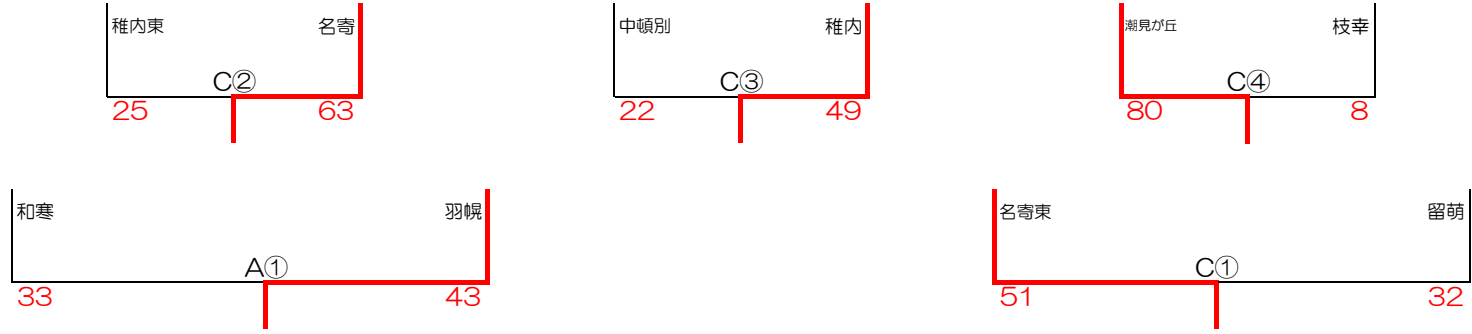 稚内東 名寄 中頓別 稚内 潮見が丘 枝幸
C② C③ C④
25 63 22 49 80 8
和寒 羽幌 名寄東 留萌
A① C①
33 43 51 32